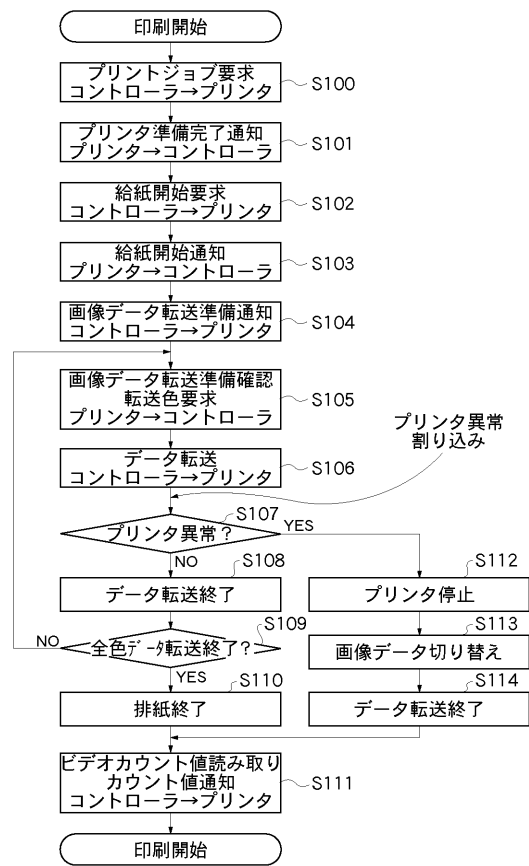 印刷開始
プリントジョブ要求
コントローラ→プリンタ
S100
プリンタ準備完了通知
プリンタ→コントローラ
S101
給紙開始要求
コントローラ→プリンタ
S102
給紙開始通知
プリンタ→コントローラ
S103
画像データ転送準備通知
コントローラ→プリンタ
S104
画像データ転送準備確認
転送色要求
プリンタ→コントローラ
S105
プリンタ異常
割り込み
データ転送
コントローラ→プリンタ
S106
プリンタ異常?
S107
YES
NO
データ転送終了
S108
プリンタ停止
S112
全色データ転送終了?
S109
NO
YES
画像データ切り替え
S113
排紙終了
S110
データ転送終了
S114
ビデオカウント値読み取り
カウント値通知
コントローラ→プリンタ
S111
印刷開始